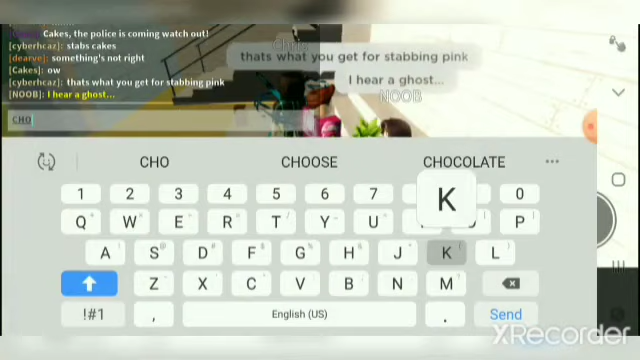 Cakes, the police is coming watch out!
[cyberhcaz]: stabs cakes
[dearve]: something's not right
[Cakes]: ow
[cyberhcaz]: thats what you get for stabbing pink
[NOOB]: I hear a ghost...
thats what you get for stabbing pink
I hear a ghost...
NOOB
CHO
CHO CHOOSE CHOCOLATE ...
K
1 2 3 4 5 6 7 0
Q W E R T Y U P
A S D F G H J K L
Z X C V B N M
!#1 , English (US) . Send
XRecorder